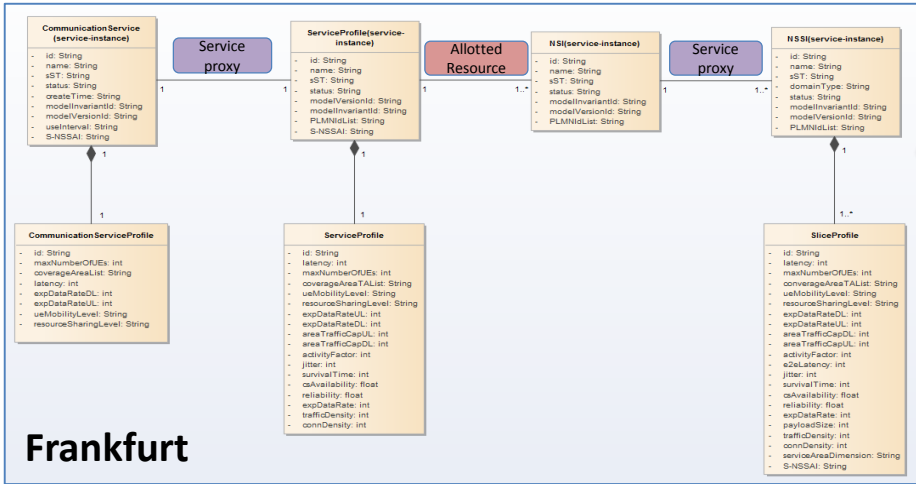 CommunicationService
(service-instance)
- id: String
- name: String
- sST: String
- status: String
- createTime: String
- modelInvariantId: String
- modelVersionId: String
- useInterval: String
- S-NSSAI: String
Service
proxy
1
1
ServiceProfile(service-
instance)
- id: String
- name: String
- sST: String
- status: String
- modelVersionId: String
- modelInvariantId: String
- PLMNIdList: String
- S-NSSAI: String
Allotted
Resource
1
1..*
NSI(service-instance)
- id: String
- name: String
- sST: String
- status: String
- modelInvariantId: String
- modelVersionId: String
- PLMNIdList: String
Service
proxy
1
1..*
NSSI(service-instance)
- id: String
- name: String
- sST: String
- domainType: String
- status: String
- modelInvariantId: String
- modelVersionId: String
- PLMNIdList: String
1
1
CommunicationServiceProfile
- id: String
- maxNumberOfUEs: int
- coverageAreaList: String
- latency: int
- expDataRateDL: int
- expDataRateUL: int
- ueMobilityLevel: String
- resourceSharingLevel: String
1
1
ServiceProfile
- id: String
- latency: int
- maxNumberOfUEs: int
- coverageAreaTAList: String
- ueMobilityLevel: String
- resourceSharingLevel: String
- expDataRateUL: int
- expDataRateDL: int
- areaTrafficCapUL: int
- areaTrafficCapDL: int
- activityFactor: int
- jitter: int
- survivalTime: int
- csAvailability: float
- reliability: float
- expDataRate: int
- trafficDensity: int
- connDensity: int
1
1..*
SliceProfile
- id: String
- latency: int
- maxNumberOfUEs: int
- converageAreaTAList: String
- ueMobilityLevel: String
- resourceSharingLevel: String
- expDataRateDL: int
- expDataRateUL: int
- areaTrafficCapUL: int
- areaTrafficCapDL: int
- activityFactor: int
- e2eLatency: int
- jitter: int
- survivalTime: int
- csAvailability: float
- reliability: float
- expDataRate: int
- payloadSize: int
- trafficDensity: int
- connDensity: int
- serviceAreaDimension: String
- S-NSSAI: String
Frankfurt